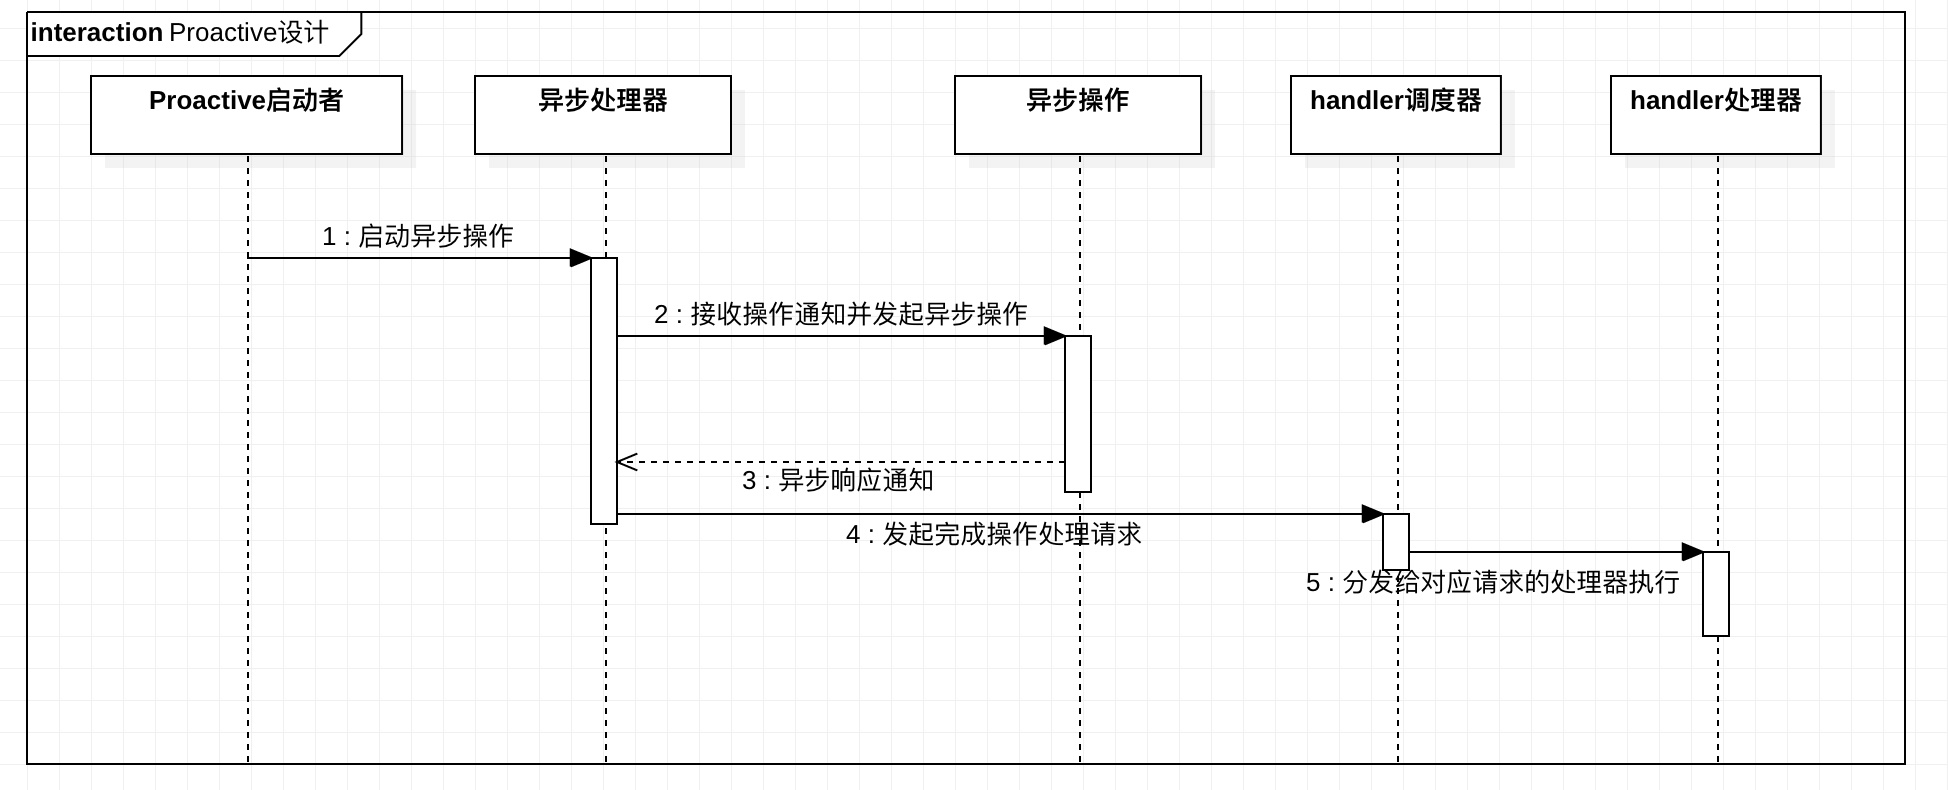 interaction Proactive设计
Proactive启动者
异步处理器
异步操作
handler调度器
handler处理器
1 : 启动异步操作
2 : 接收操作通知并发起异步操作
3 : 异步响应通知
4 : 发起完成操作处理请求
5 : 分发给对应请求的处理器执行